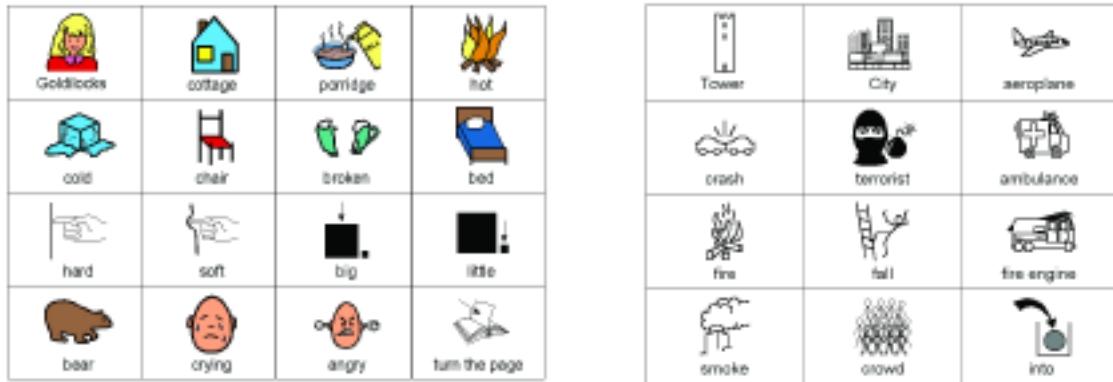 Goldilocks cottage porridge hot
cold chair broken bed
hard soft big little
bear crying angry turn the page
Tower City aeroplane
crash terrorist ambulance
fire fall fire engine
smoke crowd into